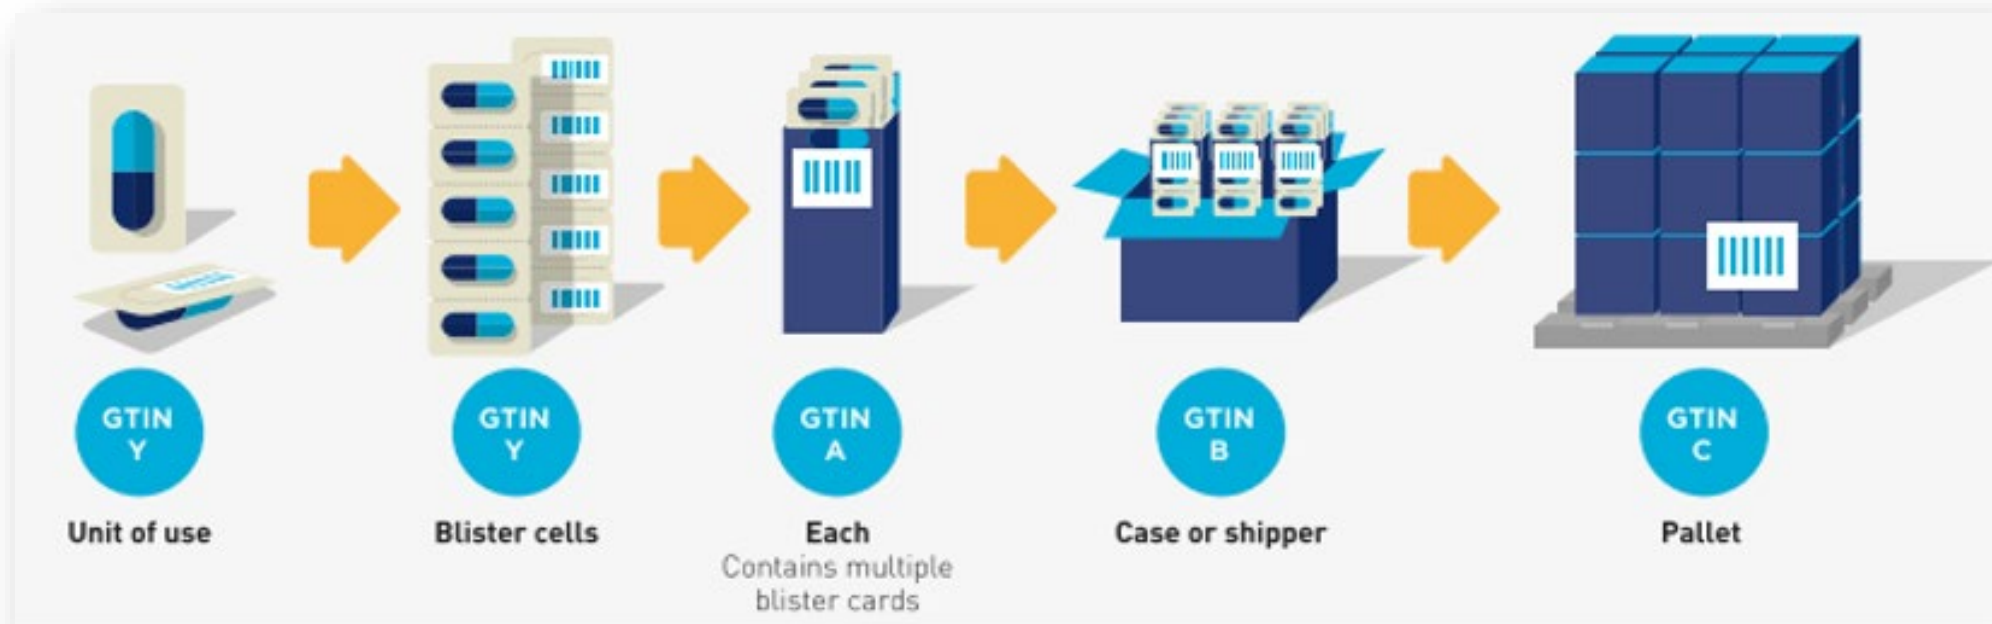 GTIN
Y
GTIN
Y
GTIN
A
GTIN
B
GTIN
C
Unit of use
Blister cells
Each
Contains multiple
blister cards
Case or shipper
Pallet